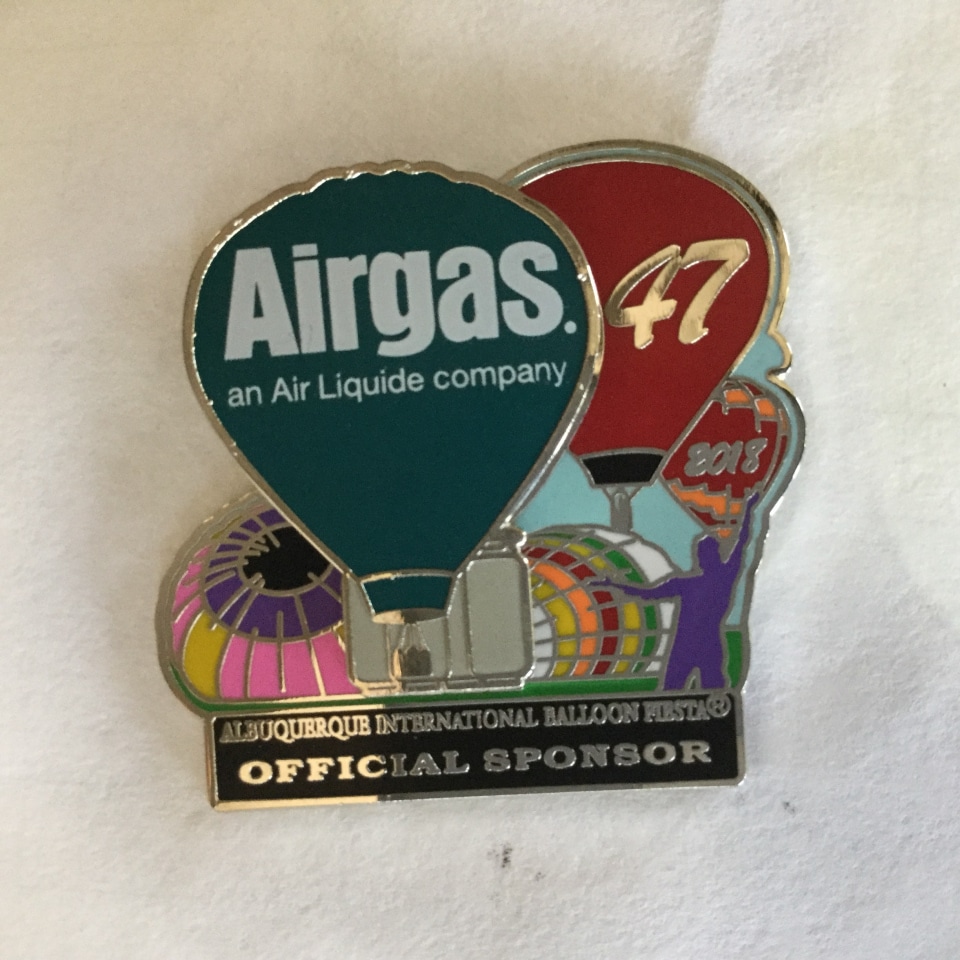 Airgas.
an Air Liquide company
47
2018
ALBUQUERQUE INTERNATIONAL BALLOON FIESTA®
OFFICIAL SPONSOR